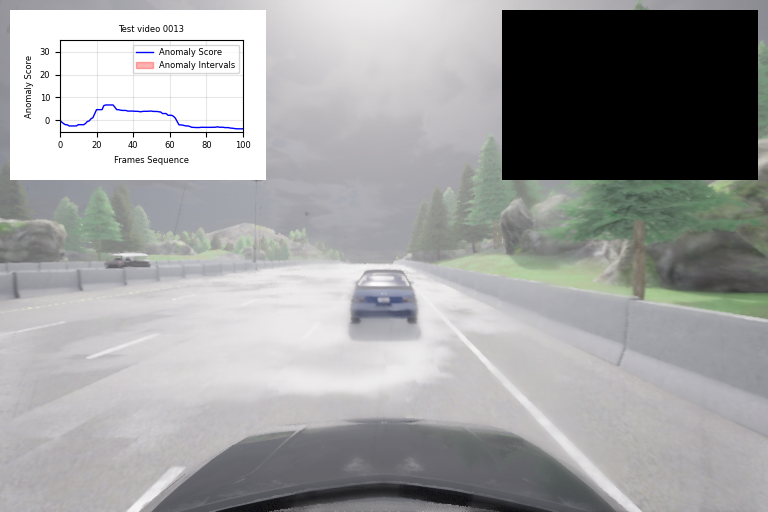 Test video 0013
Anomaly Score
Anomaly Intervals
Anomaly Score
30
20
10
0
0 20 40 60 80 100
Frames Sequence